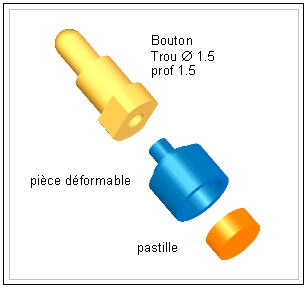 Bouton
Trou ∅ 1.5
prof 1.5
pièce déformable
pastille